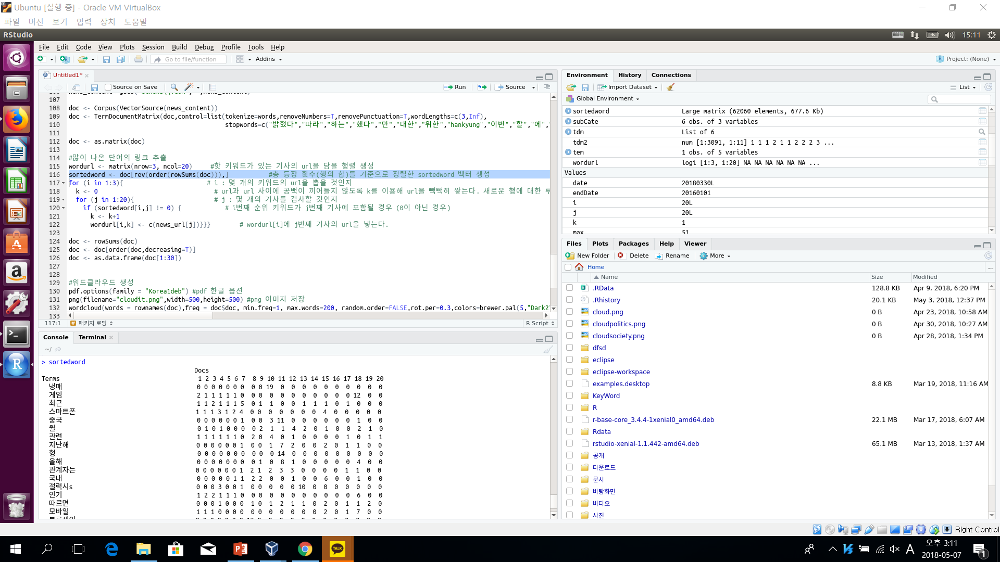 Ubuntu [실행 중] - Oracle VM VirtualBox
파일 머신 보기 입력 장치 도움말
RStudio
15:11
File Edit Code View Plots Session Build Debug Profile Tools Help
Go to file/function
Addins
Project: (None)
Untitled1*
Source on Save
Run
Source
107
108 doc <- Corpus(VectorSource(news_content))
109 doc <- TermDocumentMatrix(doc,control=list(tokenize=words,removeNumbers=T,removePunctuation=T,wordLengths=c(3,Inf),
110 stopwords=c("밝혔다","따라","하는","했다","만","대한","위한","hankyung","이번","할","에",
111
112 doc <- as.matrix(doc)
113
114 #많이 나온 단어의 링크 추출
115 wordurl <- matrix(nrow=3, ncol=20) #핫 키워드가 있는 기사의 url을 담을 행렬 생성
116 sortedword <- doc[rev(order(rowSums(doc))),] #총 등장 횟수(행의 합)를 기준으로 정렬한 sortedword 벡터 생성
117 for (i in 1:3){ # i : 몇 개의 키워드의 url을 뽑을 것인지
118 k <- 0 # url과 url 사이에 공백이 끼어들지 않도록 k를 이용해 url을 빽빽히 쌓는다. 새로운 행에 대한 루
119 for (j in 1:20){ # j : 몇 개의 기사를 검사할 것인지
120 if (sortedword[i,j] != 0) { # i번째 순위 키워드가 j번째 기사에 포함될 경우 (0이 아닌 경우)
121 k <- k+1
122 wordurl[i,k] <- c(news_url[j])}}} # wordurl[i]에 j번째 기사의 url을 넣는다.
123
124 doc <- rowSums(doc)
125 doc <- doc[order(doc,decreasing=T)]
126 doc <- as.data.frame(doc[1:30])
127
128
129 #워드클라우드 생성
130 pdf.options(family = "Korea1deb") #pdf 한글 옵션
131 png(filename="cloudit.png",width=500,height=500) #png 이미지 저장
132 wordcloud(words = rownames(doc),freq = doc$doc, min.freq=1, max.words=200, random.order=FALSE,rot.per=0.3,colors=brewer.pal(5,"Dark2
133
117:1 # 패키지 로딩
R Script
Console Terminal
~/
> sortedword
Docs
Terms 1 2 3 4 5 6 7 8 9 10 11 12 13 14 15 16 17 18 19 20
냉매 0 0 0 0 0 0 0 0 0 19 0 0 0 0 0 0 0 0 0 0
게임 2 1 1 1 1 1 0 0 0 0 0 0 0 0 0 0 0 12 0 0
최근 1 1 2 1 1 1 5 0 1 1 0 0 1 1 1 0 1 0 0 0
스마트폰 1 1 1 3 1 2 4 0 0 0 0 0 0 0 4 0 0 0 0 0
중국 0 0 0 0 0 0 1 0 0 3 11 0 0 0 0 0 0 1 0 0
월 0 1 0 1 0 0 0 0 2 1 1 4 2 0 1 0 0 2 1 0
관련 1 1 1 1 1 1 0 2 0 4 0 1 0 0 0 0 1 0 1 1
지난해 0 0 0 0 0 0 1 0 0 1 7 2 0 0 2 0 1 1 0 0
형 0 0 0 0 0 0 0 0 0 0 14 0 0 0 0 0 0 0 0 0
올해 0 0 0 0 0 0 0 0 1 0 8 1 0 0 0 0 0 4 0 0
관계자는 0 0 0 0 0 0 1 2 1 2 3 3 0 0 0 0 1 1 0 0
국내 0 0 0 0 0 1 1 2 2 0 0 1 0 0 6 0 0 1 0 0
갤럭시s 0 0 0 3 0 0 1 0 0 0 0 0 10 0 0 0 0 0 0 0
인기 1 2 2 1 1 1 0 0 0 0 0 0 0 0 0 0 0 6 0 0
따르면 0 0 0 1 0 0 0 1 0 1 2 1 1 0 2 0 1 1 2 0
모바일 1 1 1 0 0 0 0 0 0 0 0 0 0 0 2 0 1 7 0 0
Environment History Connections
Import Dataset
List
Global Environment
sortedword Large matrix (62060 elements, 677.6 Kb)
subCate 6 obs. of 3 variables
tdm List of 6
tdm2 num [1:3091, 1:11] 1 1 1 2 1 1 2 2 2 3 ...
tem 1 obs. of 5 variables
wordurl logi [1:3, 1:20] NA NA NA NA NA NA ...
Values
date 20180330L
endDate 20160101
i 20L
j 20L
k 1
max 51
Files Plots Packages Help Viewer
New Folder Delete Rename More
Home
...
Name Size Modified
.RData 128.8 KB Apr 9, 2018, 6:20 PM
.Rhistory 20.1 KB May 3, 2018, 12:37 PM
cloud.png 0 B Apr 23, 2018, 10:58 AM
cloudpolitics.png 0 B Apr 30, 2018, 10:27 AM
cloudsociety.png 0 B Apr 28, 2018, 1:34 PM
dfsd
eclipse
eclipse-workspace
examples.desktop 8.8 KB Mar 19, 2018, 11:16 AM
KeyWord
R
r-base-core_3.4.4-1xenial0_amd64.deb 22.1 MB Mar 17, 2018, 6:07 AM
Rdata
rstudio-xenial-1.1.442-amd64.deb 65.1 MB Mar 13, 2018, 1:37 AM
공개
다운로드
문서
바탕화면
비디오
사진
Right Control
TALK
A
오후 3:11
2018-05-07
1